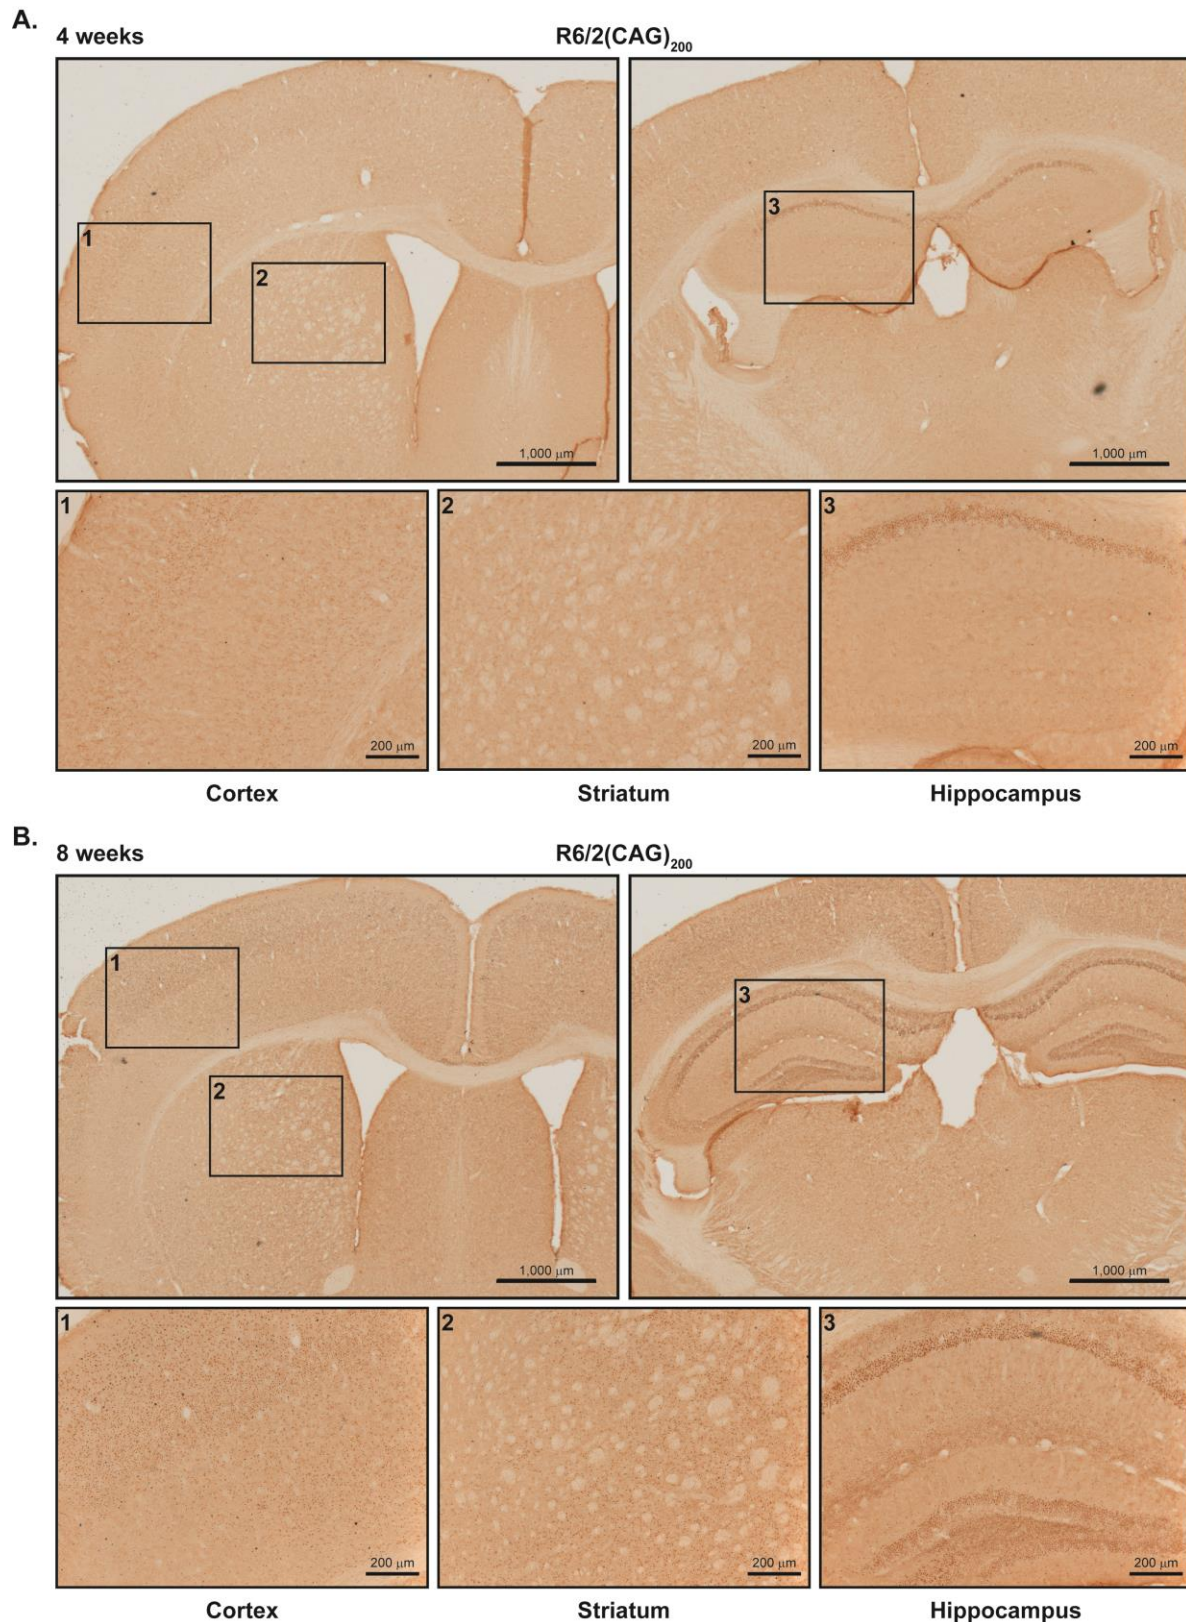 A.
4 weeks R6/2(CAG)200
1
2
1,000 μm
3
1,000 μm
1
200 μm
2
200 μm
3
200 μm
Cortex Striatum Hippocampus
B.
8 weeks R6/2(CAG)200
1
2
1,000 μm
3
1,000 μm
1
200 μm
2
200 μm
3
200 μm
Cortex Striatum Hippocampus